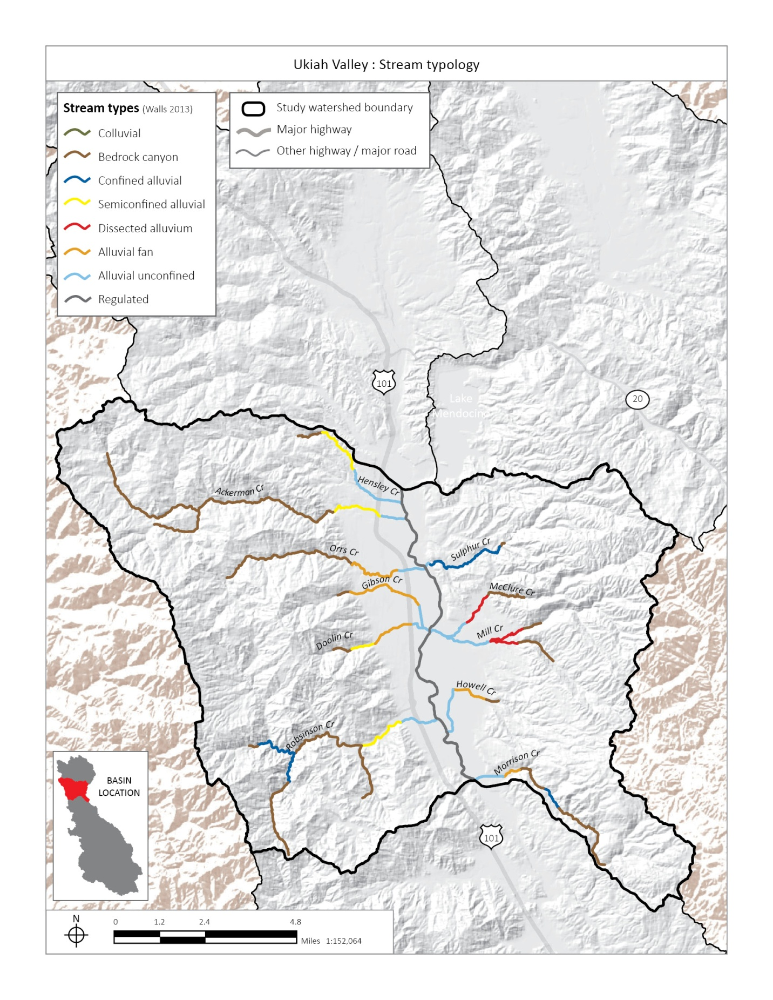 Ukiah Valley : Stream typology
Stream types (Walls 2013)
Colluvial
Bedrock canyon
Confined alluvial
Semiconfined alluvial
Dissected alluvium
Alluvial fan
Alluvial unconfined
Regulated
Study watershed boundary
Major highway
Other highway / major road
101
20
Lake
Mendocino
Hensley Cr
Ackerman Cr
Sulphur Cr
Orrs Cr
Gibson Cr
McClure Cr
Mill Cr
Doolin Cr
Howell Cr
Robsinson Cr
Morrison Cr
101
BASIN
LOCATION
N
0 1.2 2.4 4.8
Miles 1:152,064